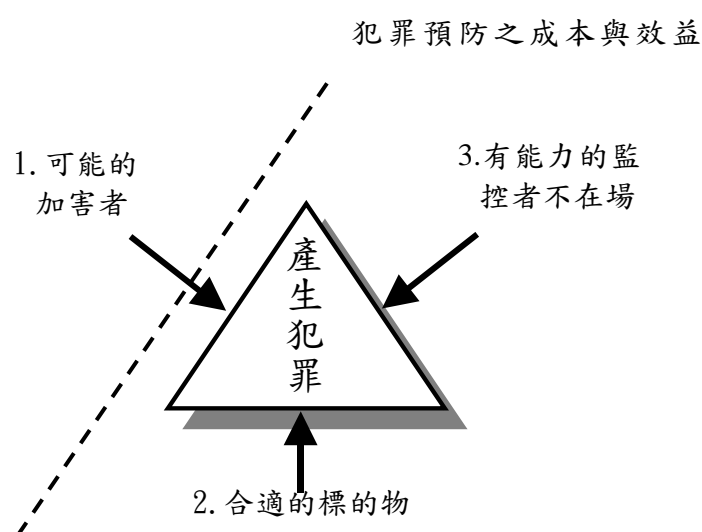 犯罪預防之成本與效益
1.可能的
加害者
3.有能力的監
控者不在場
產生犯罪
2.合適的標的物